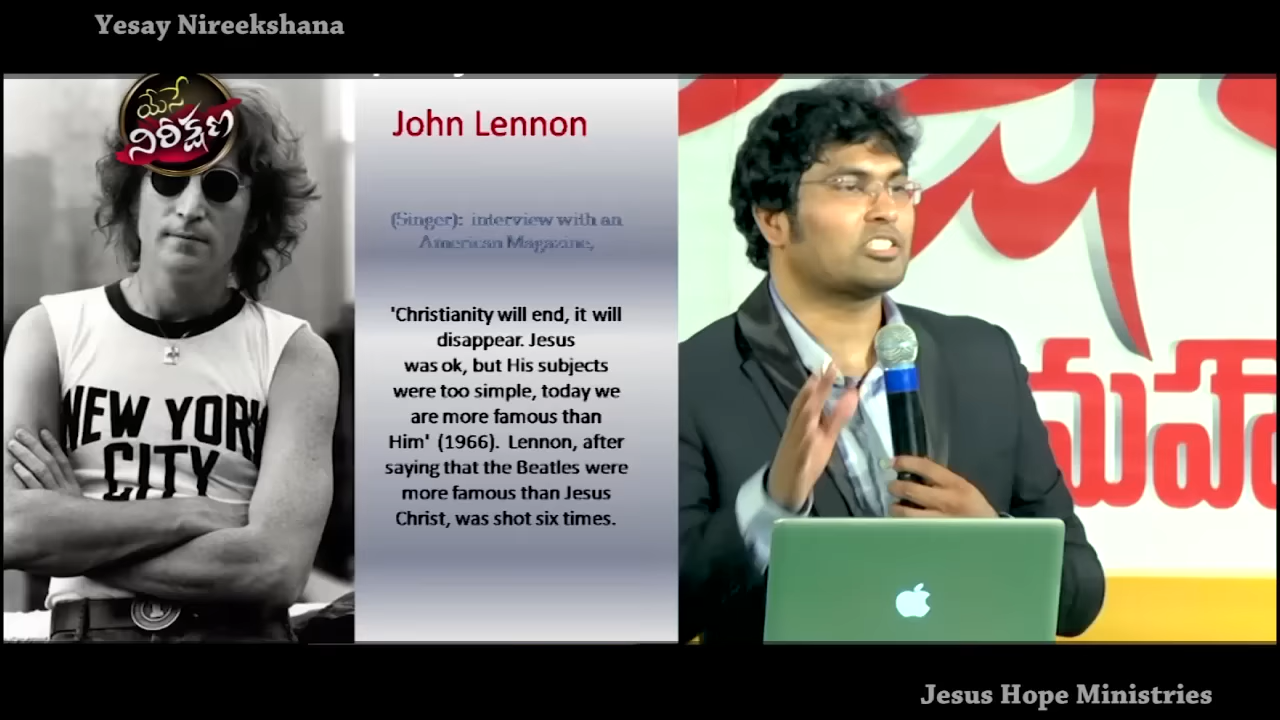 Yesay Nireekshana
యేసే
నిరీక్షణ
John Lennon
(Singer): interview with an
American Magazine,
'Christianity will end, it will
disappear. Jesus
was ok, but His subjects
were too simple, today we
are more famous than
Him' (1966). Lennon, after
saying that the Beatles were
more famous than Jesus
Christ, was shot six times.
NEW YORK
CITY
మహా
Jesus Hope Ministries